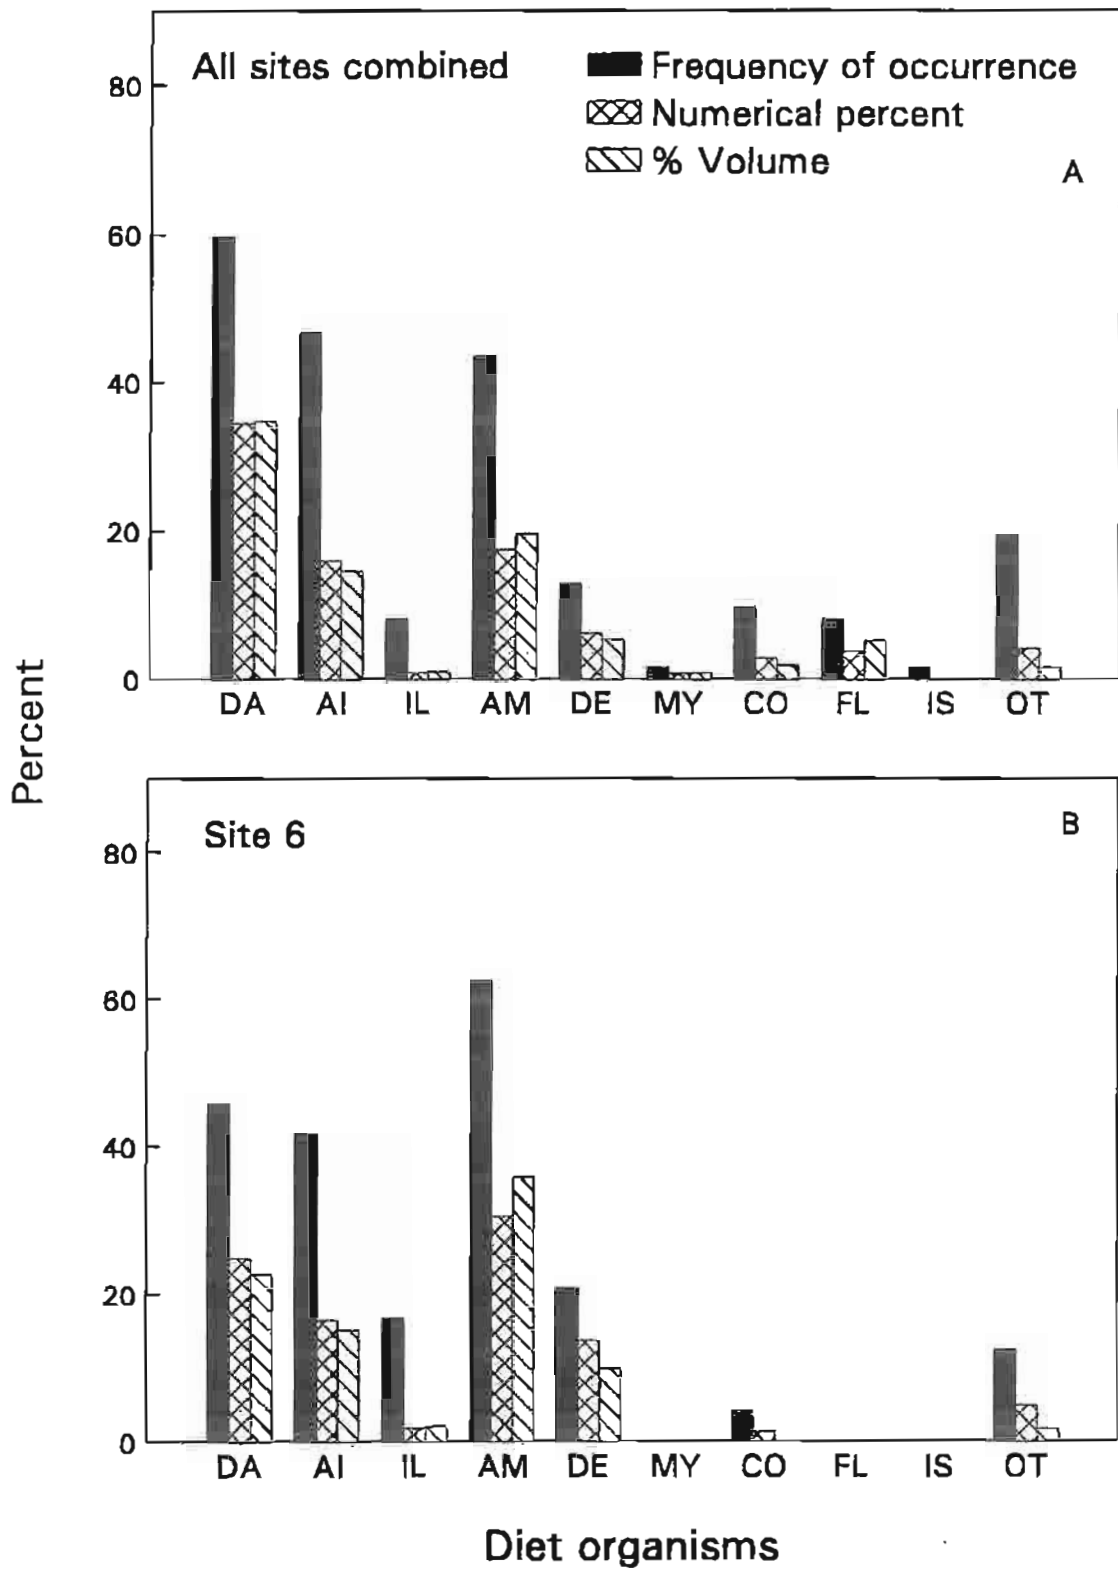 All sites combined
Frequency of occurrence
Numerical percent
% Volume
A
80
60
40
20
0
DA AI IL AM DE MY CO FL IS OT
Percent
Site 6
B
80
60
40
20
0
DA AI IL AM DE MY CO FL IS OT
Diet organisms